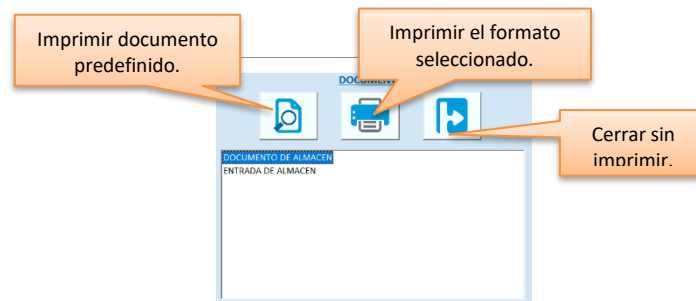 Imprimir documento
predefinido.
Imprimir el formato
seleccionado.
Cerrar sin
imprimir.
DOCUMENTO DE ALMACEN
ENTRADA DE ALMACEN